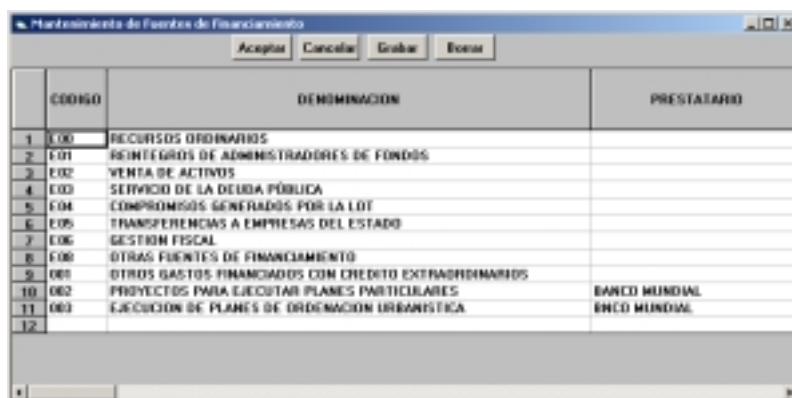 Mantenimiento de Fuentes de Financiamiento
Aceptar Cancelar Grabar Borrar
CODIGO DENOMINACION PRESTATARIO
1 E00 RECURSOS ORDINARIOS
2 E01 REINTEGROS DE ADMINISTRADORES DE FONDOS
3 E02 VENTA DE ACTIVOS
4 E03 SERVICIO DE LA DEUDA PÚBLICA
5 E04 COMPROMISOS GENERADOS POR LA LOT
6 E05 TRANSFERENCIAS A EMPRESAS DEL ESTADO
7 E06 GESTION FISCAL
8 E08 OTRAS FUENTES DE FINANCIAMIENTO
9 001 OTROS GASTOS FINANCIADOS CON CREDITO EXTRAORDINARIOS
10 002 PROYECTOS PARA EJECUTAR PLANES PARTICULARES BANCO MUNDIAL
11 003 EJECUCION DE PLANES DE ORDENACION URBANISTICA BNCO MUNDIAL
12